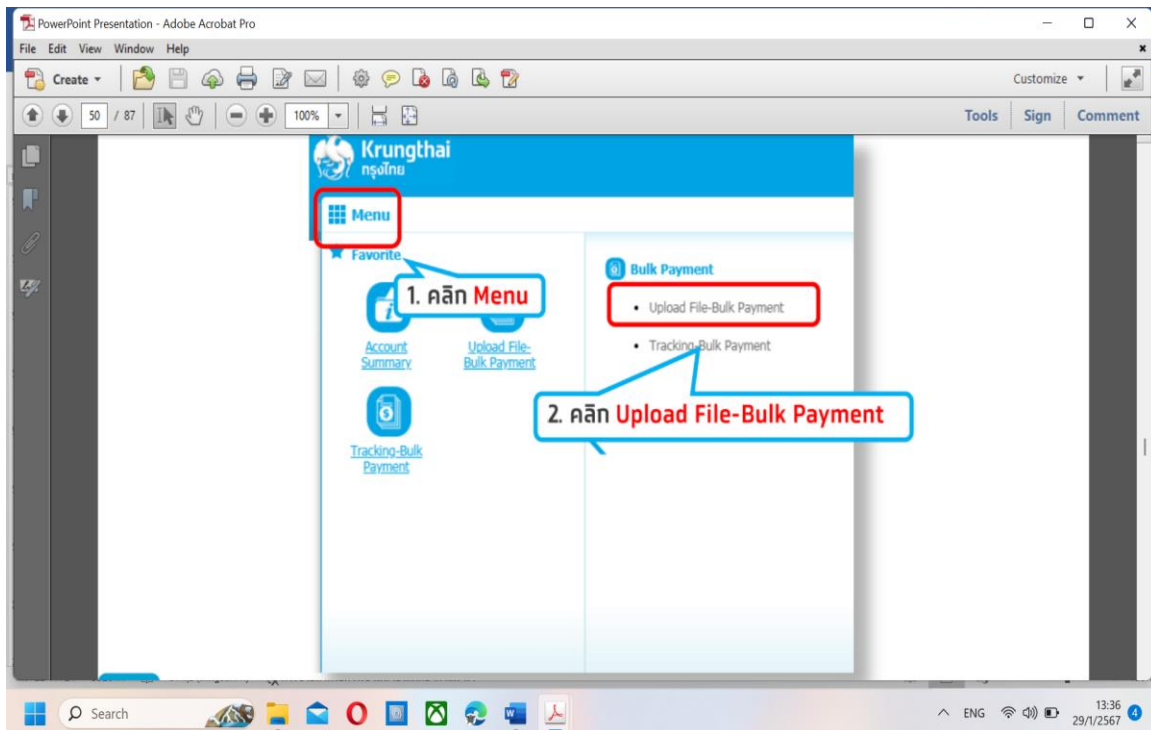 PowerPoint Presentation - Adobe Acrobat Pro
File Edit View Window Help
Create
Customize
50 / 87
100%
Tools Sign Comment
Krungthai
กรุงไทย
Menu
Favorite
1. คลิก Menu
Account Summary
Upload File-Bulk Payment
Tracking-Bulk Payment
Bulk Payment
• Upload File-Bulk Payment
• Tracking-Bulk Payment
2. คลิก Upload File-Bulk Payment
Search
ENG
13:36
29/1/2567
4